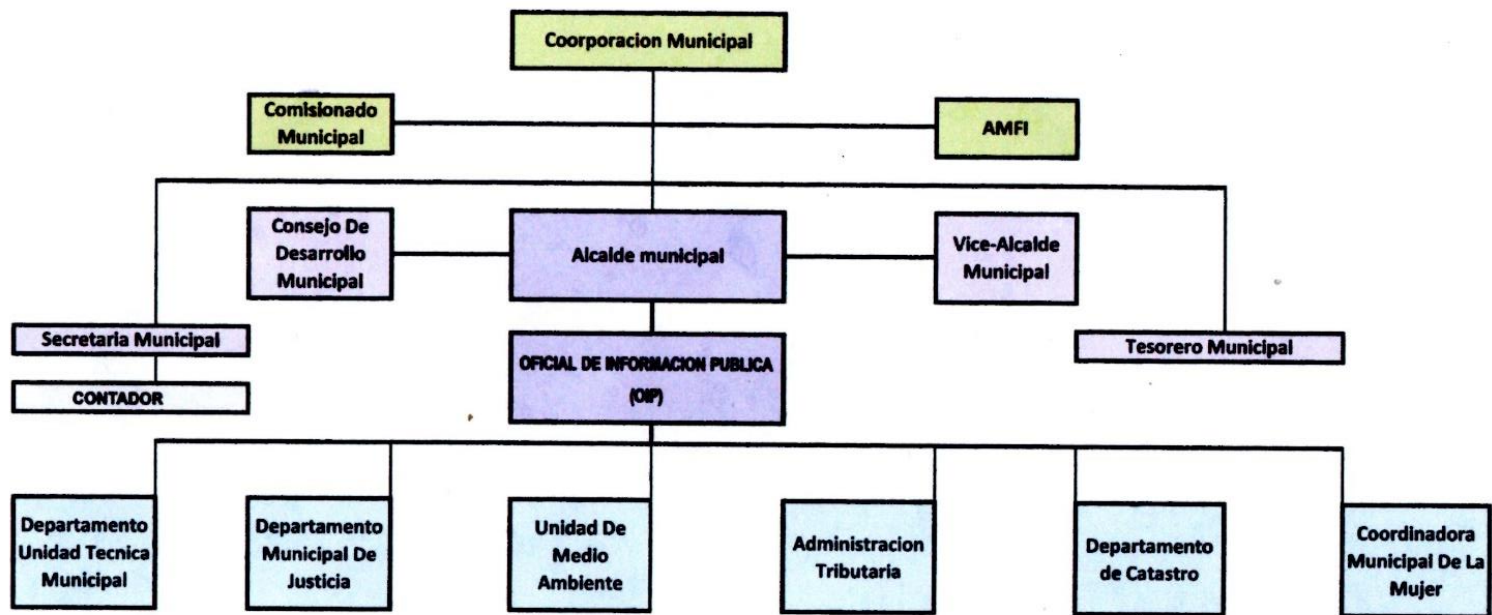 Coorporacion Municipal
Comisionado
Municipal
AMFI
Consejo De
Desarrollo
Municipal
Alcalde municipal
Vice-Alcalde
Municipal
Secretaria Municipal
CONTADOR
OFICIAL DE INFORMACION PUBLICA
(OIP)
Tesorero Municipal
Departamento
Unidad Tecnica
Municipal
Departamento
Municipal De
Justicia
Unidad De
Medio
Ambiente
Administracion
Tributaria
Departamento
de Catastro
Coordinadora
Municipal De La
Mujer